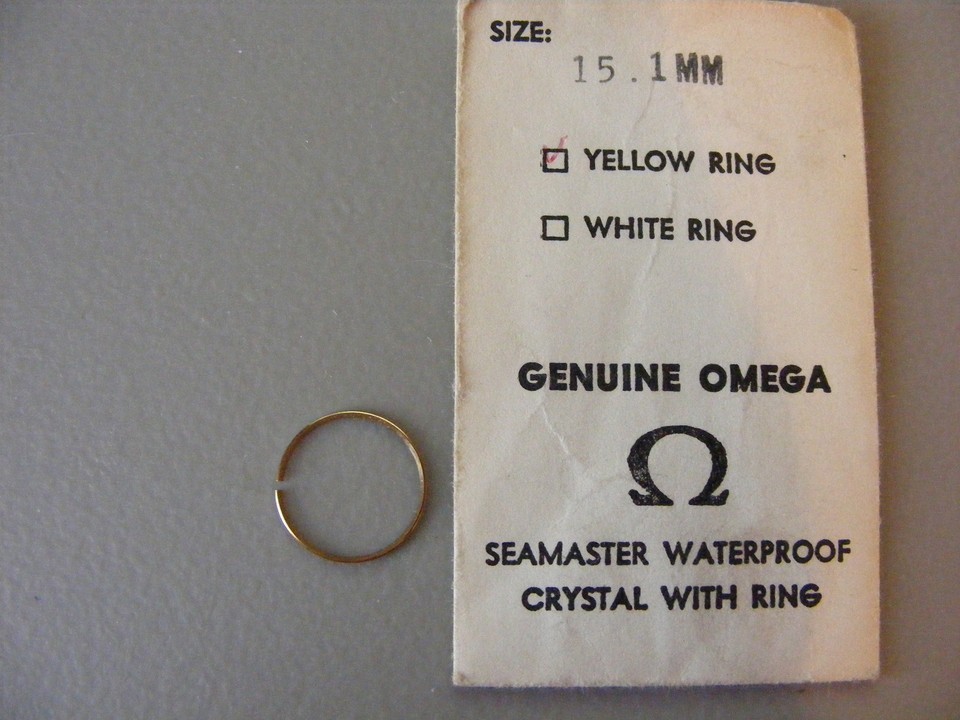 SIZE:
15.1MM
YELLOW RING
WHITE RING
GENUINE OMEGA
Ω
SEAMASTER WATERPROOF
CRYSTAL WITH RING